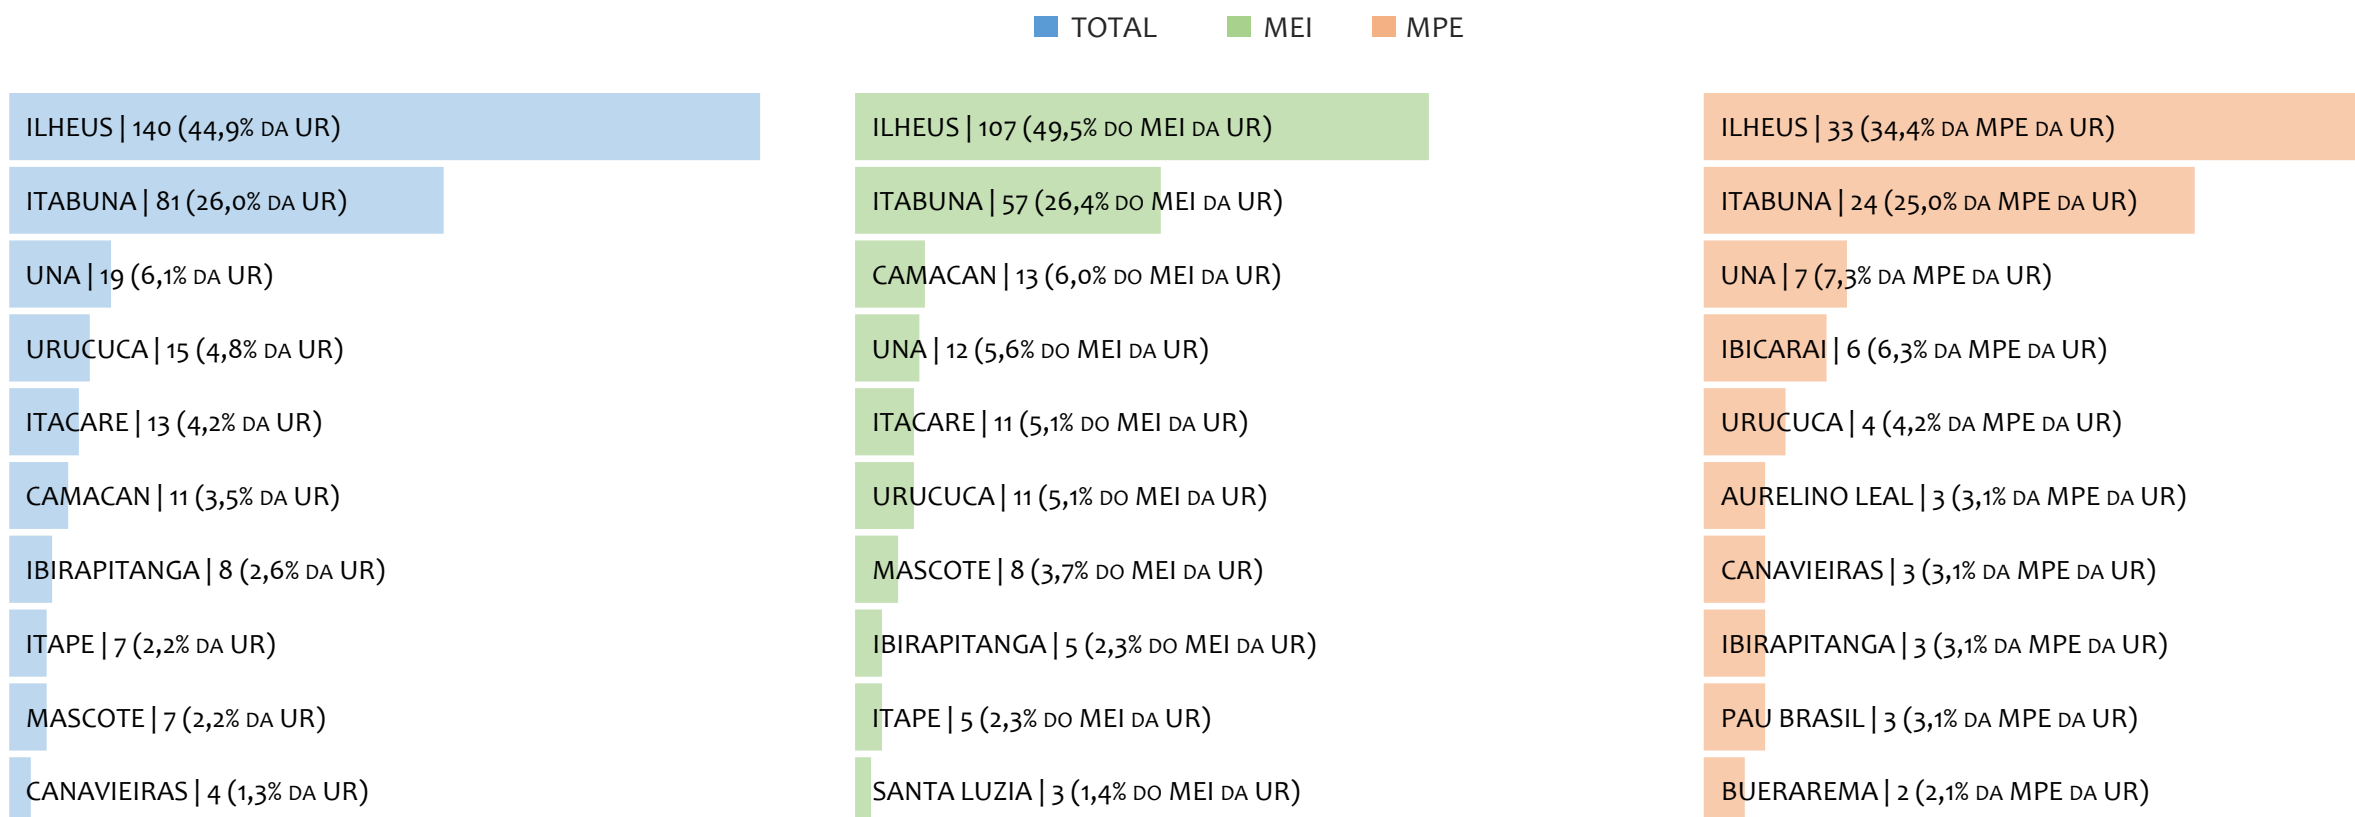 TOTAL MEI MPE
ILHEUS | 140 (44,9% DA UR)
ITABUNA | 81 (26,0% DA UR)
UNA | 19 (6,1% DA UR)
URUCUCA | 15 (4,8% DA UR)
ITACARE | 13 (4,2% DA UR)
CAMACAN | 11 (3,5% DA UR)
IBIRAPITANGA | 8 (2,6% DA UR)
ITAPE | 7 (2,2% DA UR)
MASCOTE | 7 (2,2% DA UR)
CANAVIEIRAS | 4 (1,3% DA UR)
ILHEUS | 107 (49,5% DO MEI DA UR)
ITABUNA | 57 (26,4% DO MEI DA UR)
CAMACAN | 13 (6,0% DO MEI DA UR)
UNA | 12 (5,6% DO MEI DA UR)
ITACARE | 11 (5,1% DO MEI DA UR)
URUCUCA | 11 (5,1% DO MEI DA UR)
MASCOTE | 8 (3,7% DO MEI DA UR)
IBIRAPITANGA | 5 (2,3% DO MEI DA UR)
ITAPE | 5 (2,3% DO MEI DA UR)
SANTA LUZIA | 3 (1,4% DO MEI DA UR)
ILHEUS | 33 (34,4% DA MPE DA UR)
ITABUNA | 24 (25,0% DA MPE DA UR)
UNA | 7 (7,3% DA MPE DA UR)
IBICARAI | 6 (6,3% DA MPE DA UR)
URUCUCA | 4 (4,2% DA MPE DA UR)
AURELINO LEAL | 3 (3,1% DA MPE DA UR)
CANAVIEIRAS | 3 (3,1% DA MPE DA UR)
IBIRAPITANGA | 3 (3,1% DA MPE DA UR)
PAU BRASIL | 3 (3,1% DA MPE DA UR)
BUERAREMA | 2 (2,1% DA MPE DA UR)